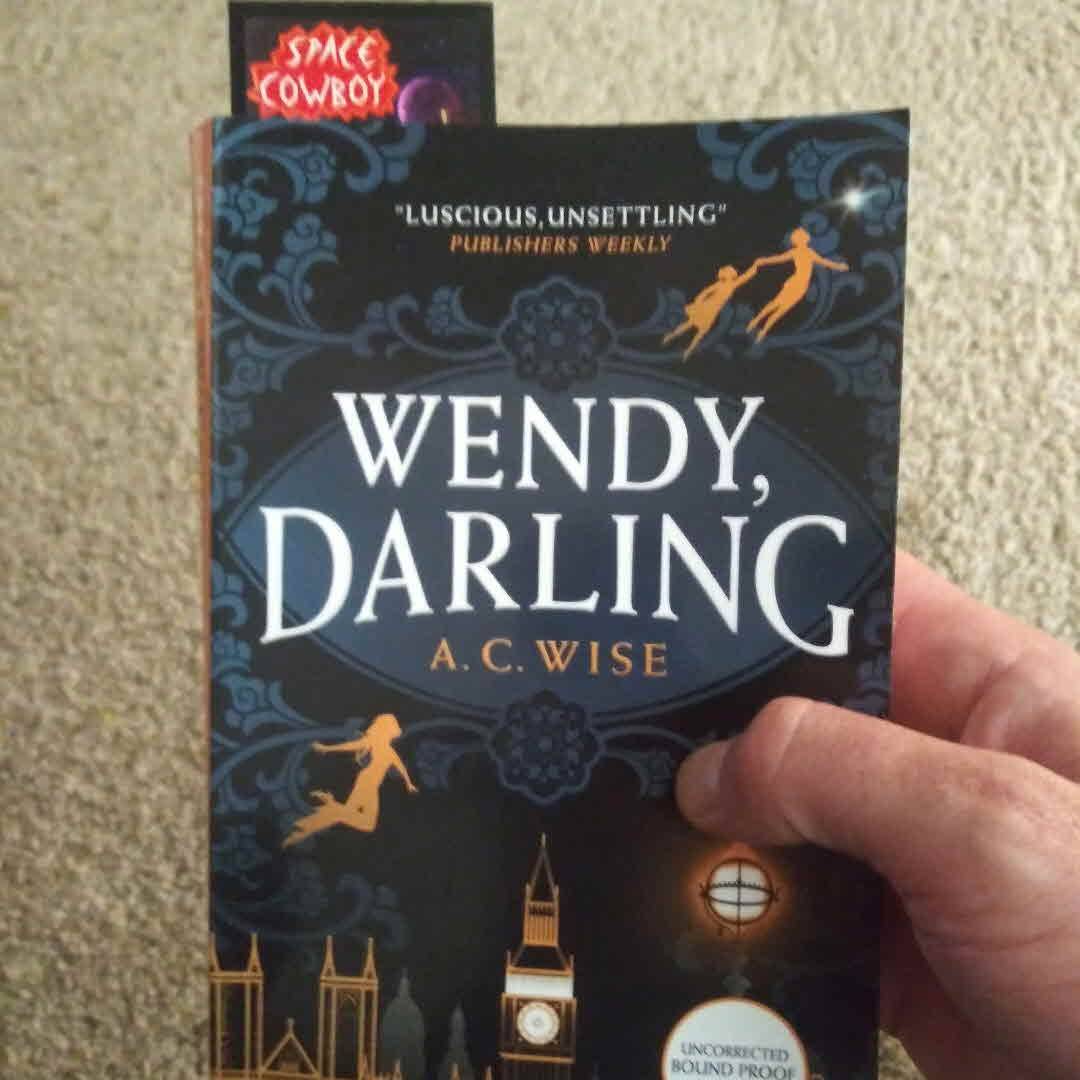 SPACE
COWBOY
"LUSCIOUS, UNSETTLING"
PUBLISHERS WEEKLY
WENDY,
DARLING
A. C. WISE
UNCORRECTED
BOUND PROOF